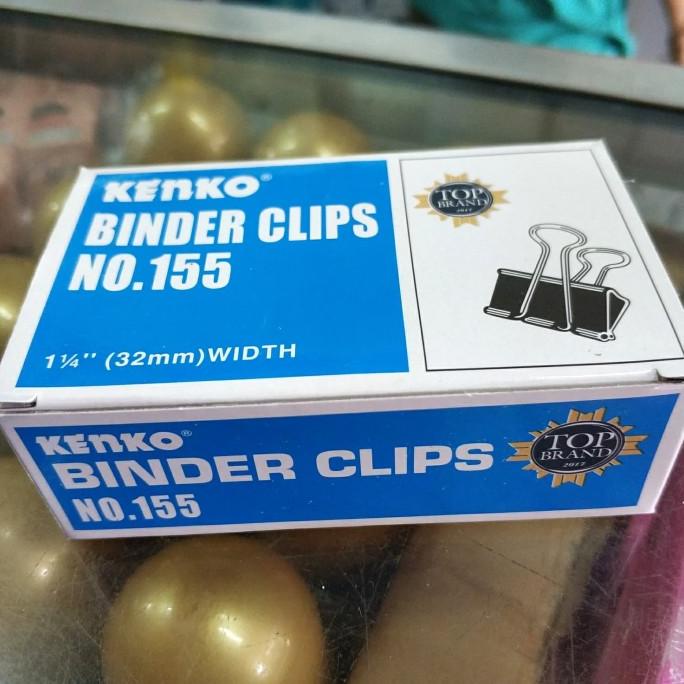 KENKO®
BINDER CLIPS
NO.155
1¼'' (32mm)WIDTH
TOP
BRAND
2017
KENKO®
BINDER CLIPS
NO.155
TOP
BRAND
2017